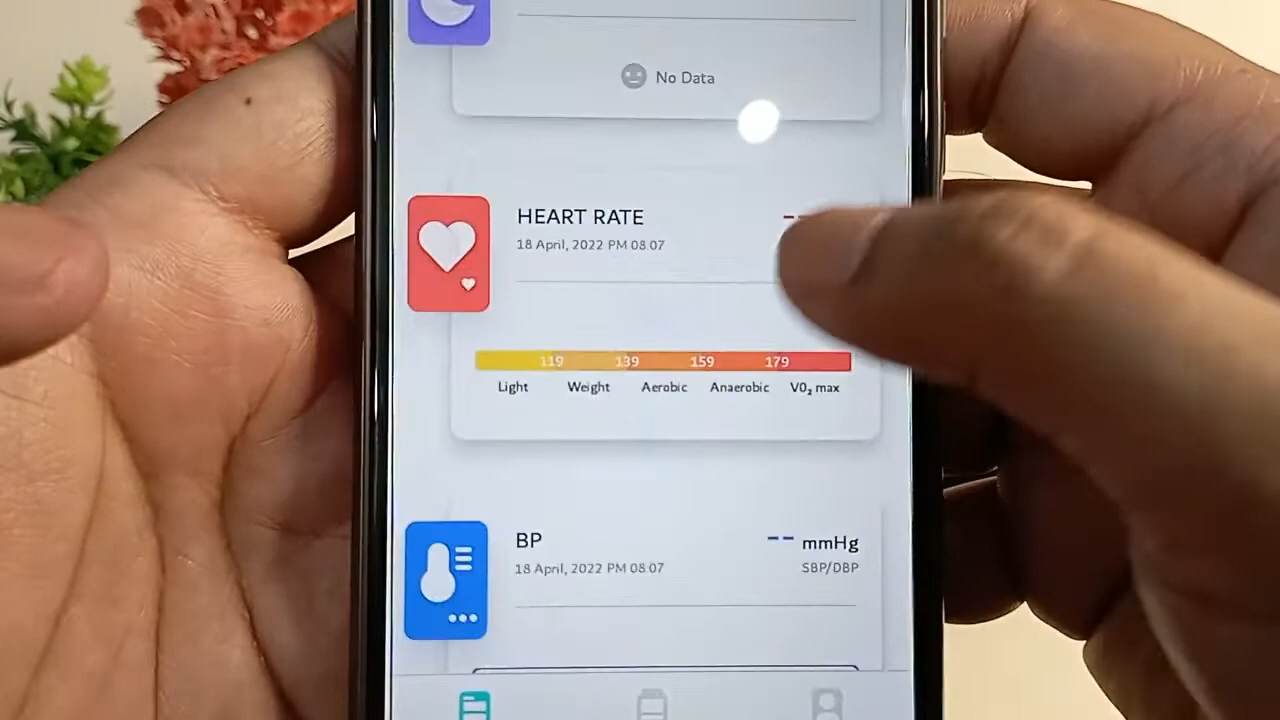 No Data
HEART RATE
--
18 April, 2022 PM 08:07
119 139 159 179
Light Weight Aerobic Anaerobic VO₂ max
BP
-- mmHg
18 April, 2022 PM 08:07
SBP/DBP